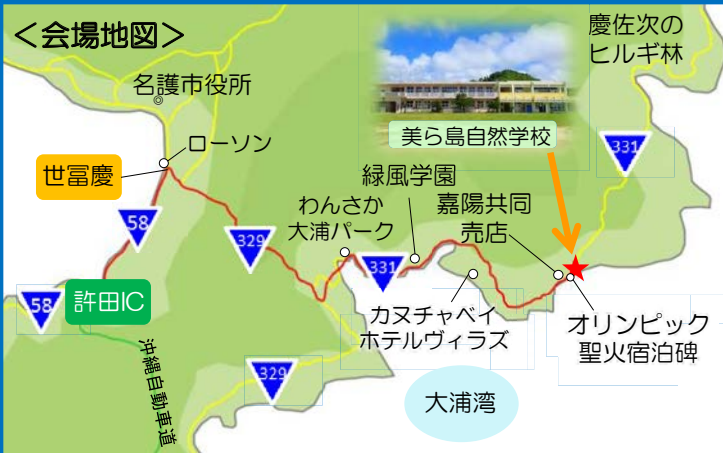 <会場地図>
慶佐次の
ヒルギ林
名護市役所
ローソン
美ら島自然学校
331
世冨慶
緑風学園
わんさか
大浦パーク
嘉陽共同
売店
58
329
331
58
許田IC
カヌチャベイ
ホテルヴィラズ
オリンピック
聖火宿泊碑
沖縄自動車道
329
大浦湾